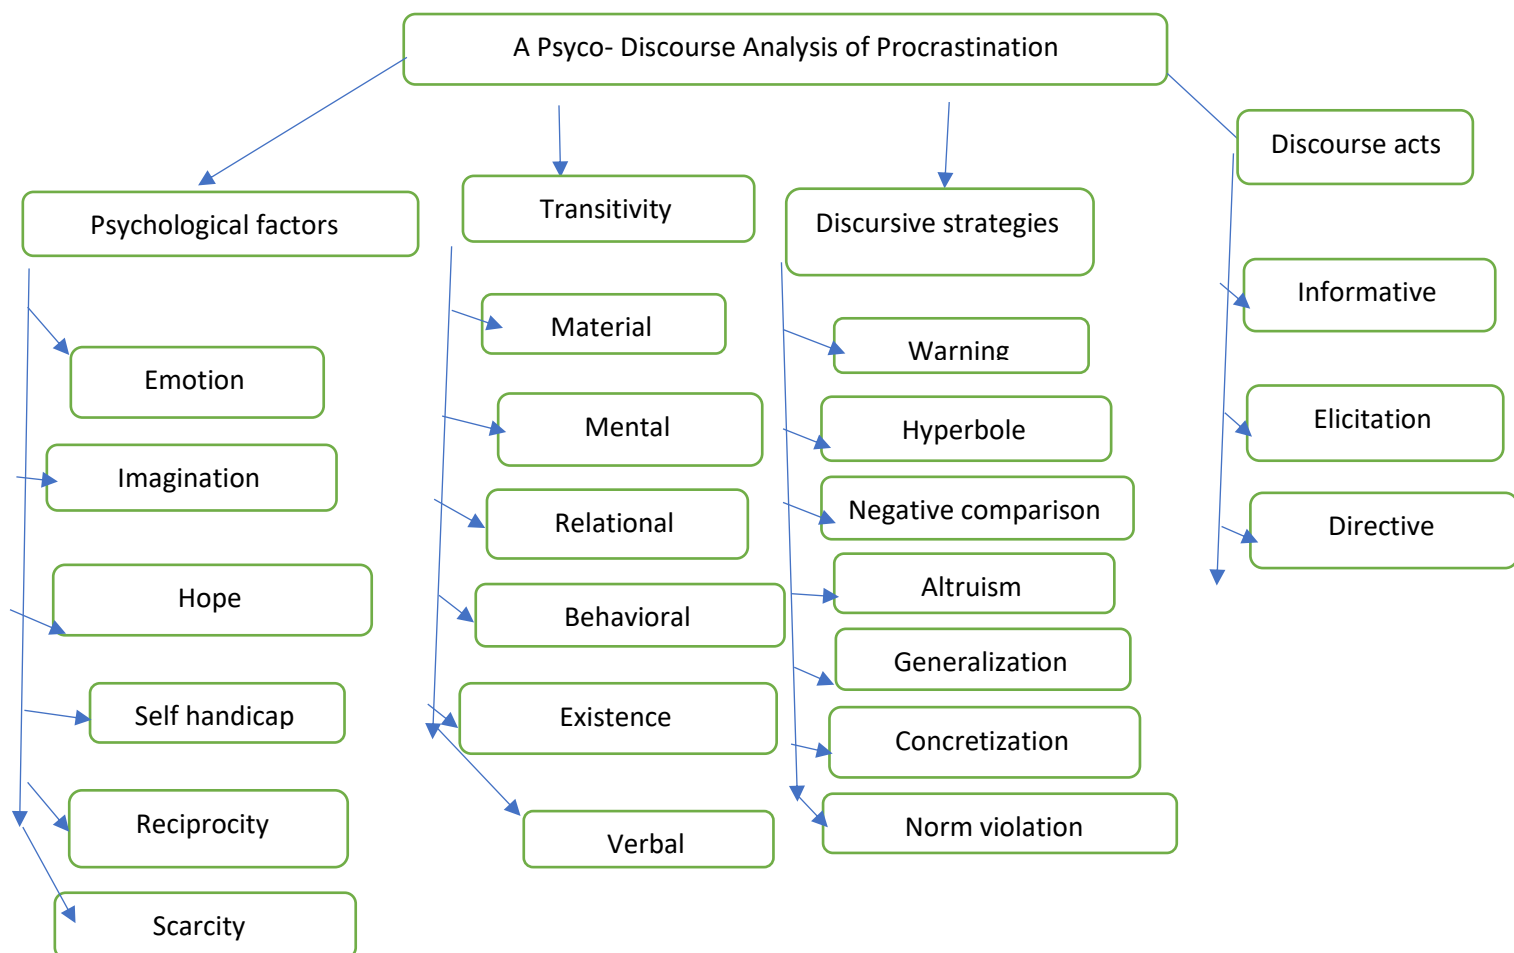 A Psyco- Discourse Analysis of Procrastination
Psychological factors
Emotion
Imagination
Hope
Self handicap
Reciprocity
Scarcity
Transitivity
Material
Mental
Relational
Behavioral
Existence
Verbal
Discursive strategies
Warning
Hyperbole
Negative comparison
Altruism
Generalization
Concretization
Norm violation
Discourse acts
Informative
Elicitation
Directive